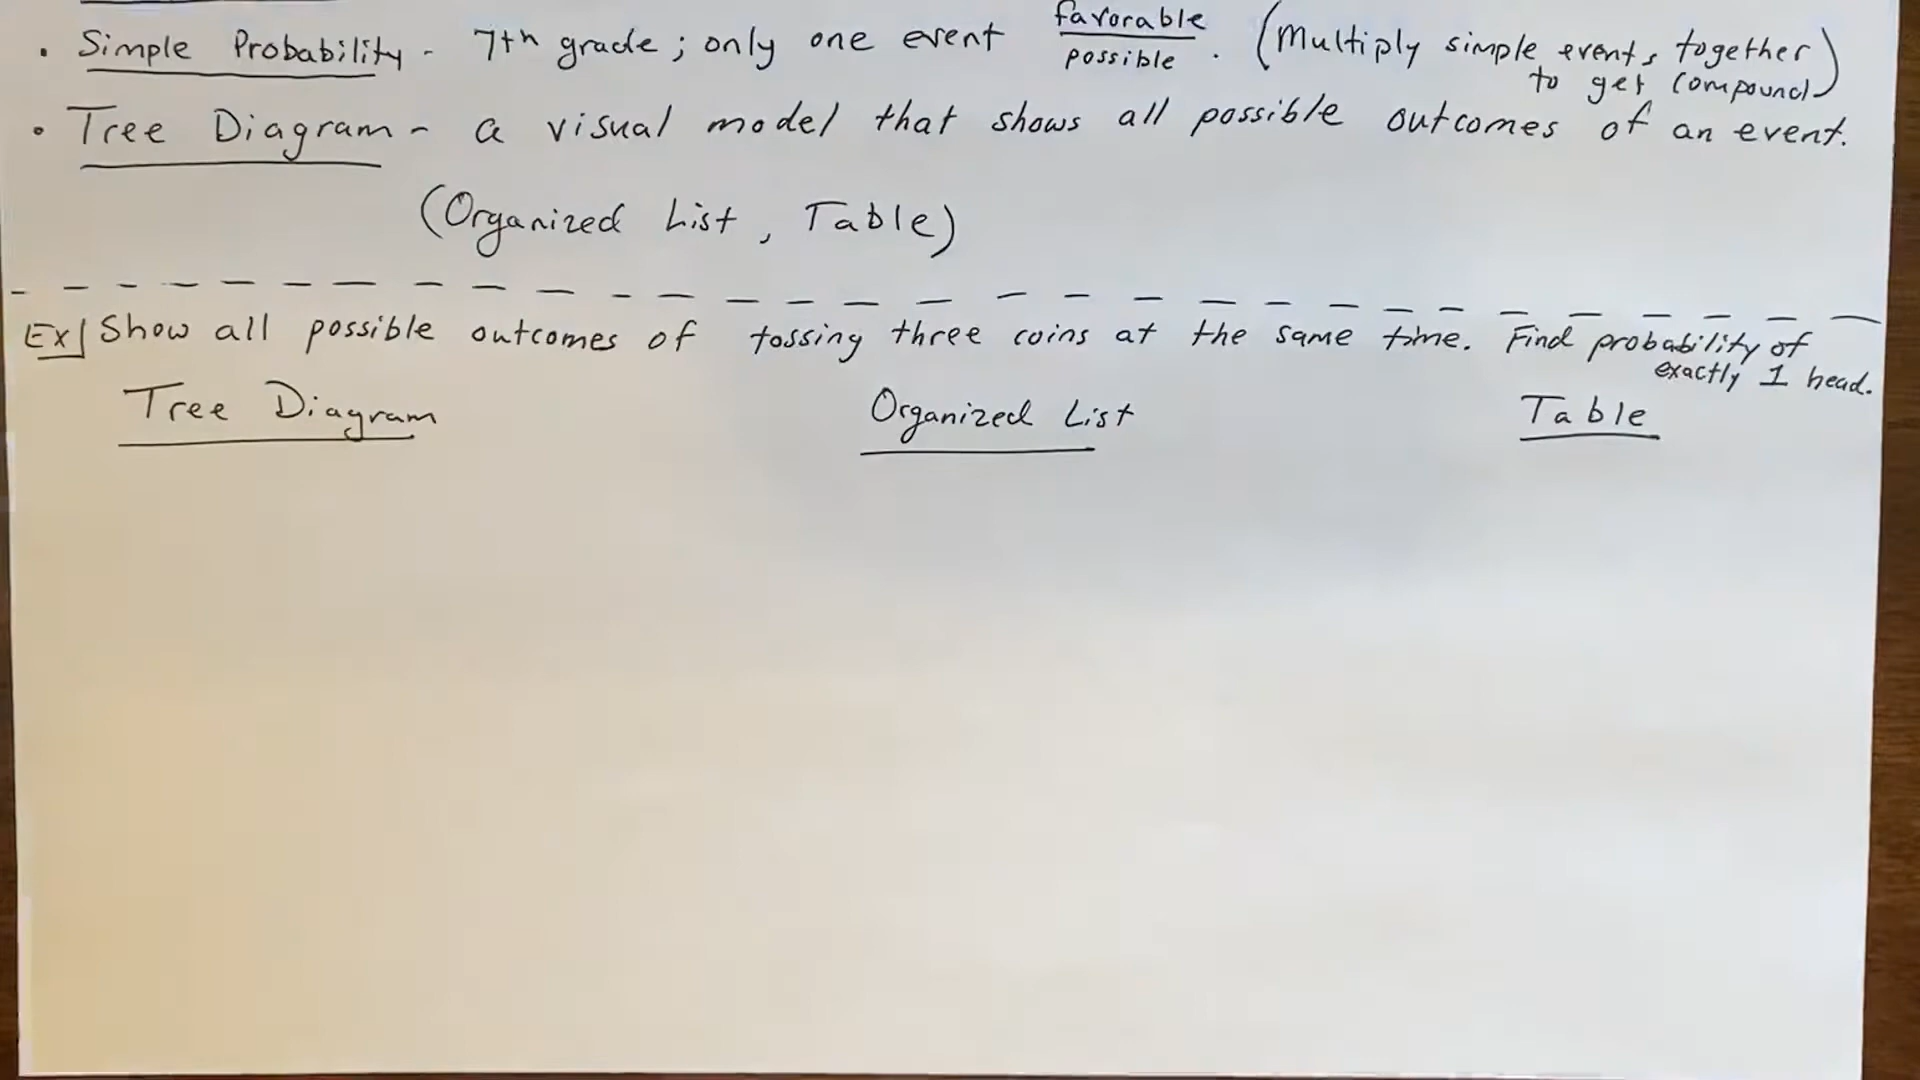 • Simple Probability - 7th grade; only one event favorable/possible. (Multiply simple events together
to get compound)
• Tree Diagram - a visual model that shows all possible outcomes of an event.
(Organized List, Table)
Ex| Show all possible outcomes of tossing three coins at the same time. Find probability of
exactly 1 head.
Tree Diagram Organized List Table